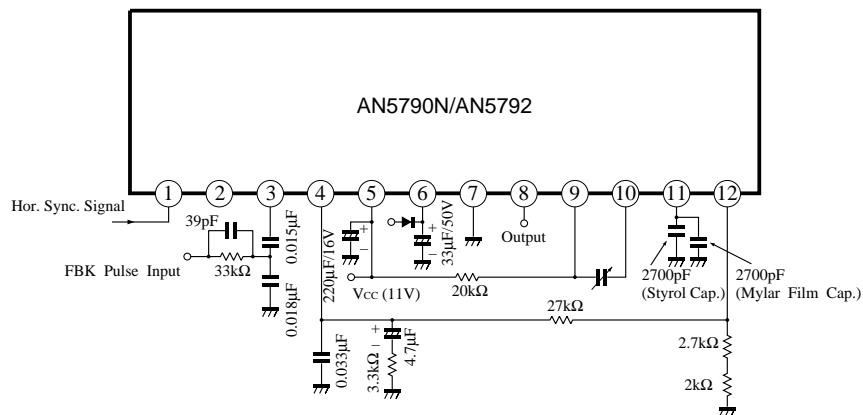 AN5790N/AN5792
1 2 3 4 5 6 7 8 9 10 11 12
Hor. Sync. Signal
39pF
FBK Pulse Input
33kΩ
0.015µF
0.018µF
220µF/16V
+
−
+
−
33µF/50V
Output
VCC (11V)
20kΩ
2700pF
(Styrol Cap.)
2700pF
(Mylar Film Cap.)
27kΩ
0.033µF
+
−
3.3kΩ
4.7µF
2.7kΩ
2kΩ